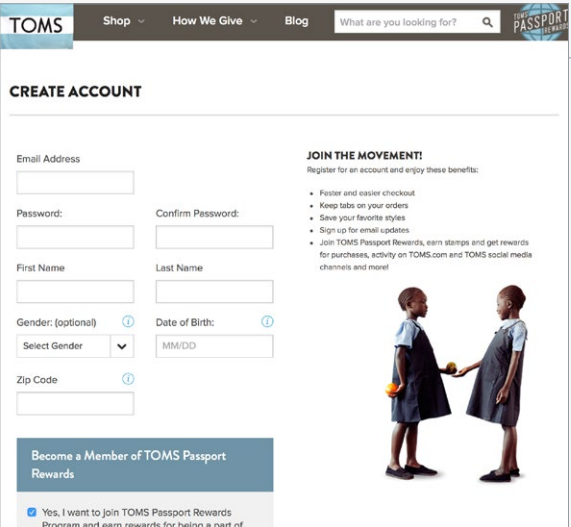 TOMS
Shop
How We Give
Blog
What are you looking for?
TOMS
PASSPORT
REWARDS
CREATE ACCOUNT
Email Address
Password:
Confirm Password:
First Name
Last Name
Gender: (optional)
Date of Birth:
Select Gender
MM/DD
Zip Code
Become a Member of TOMS Passport
Rewards
Yes, I want to join TOMS Passport Rewards
Program and earn rewards for being a part of
JOIN THE MOVEMENT!
Register for an account and enjoy these benefits:
Faster and easier checkout
Keep tabs on your orders
Save your favorite styles
Sign up for email updates
Join TOMS Passport Rewards, earn stamps and get rewards
for purchases, activity on TOMS.com and TOMS social media
channels and more!